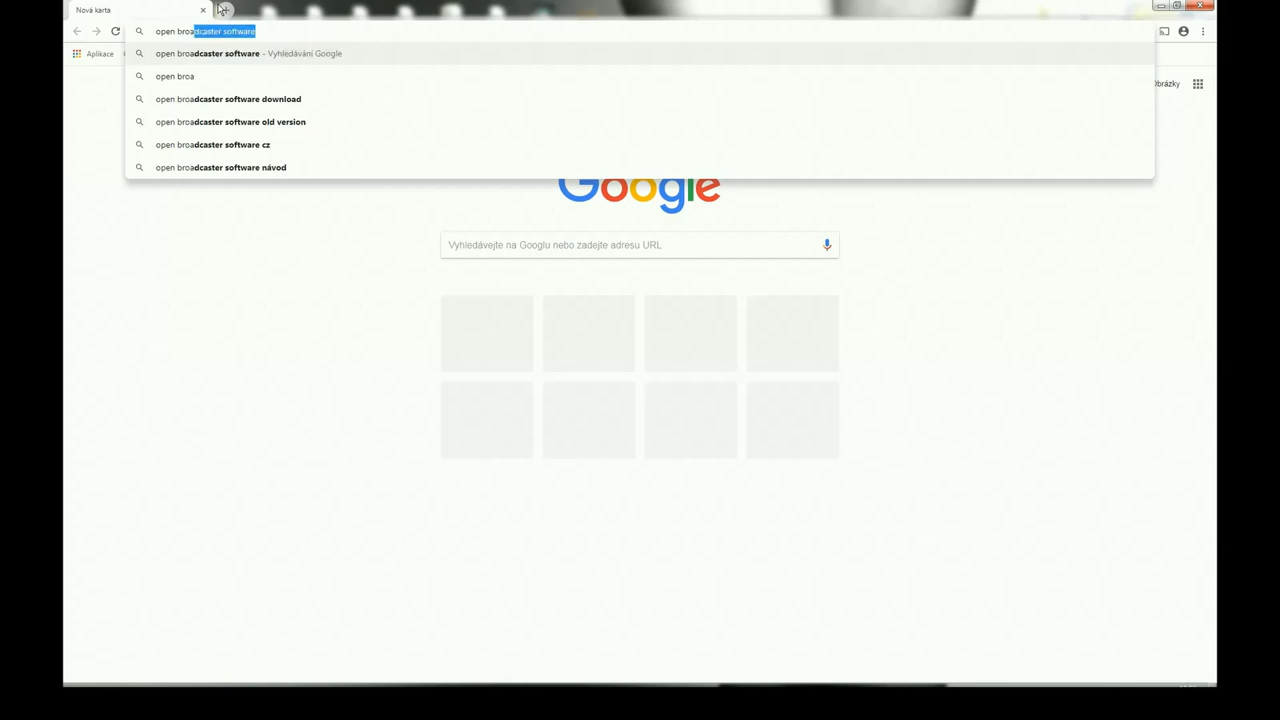 Nová karta
open broadcaster software
Aplikace
open broadcaster software - Vyhledávání Google
open broa
open broadcaster software download
open broadcaster software old version
open broadcaster software cz
open broadcaster software návod
Obrázky
Google
Vyhledávejte na Googlu nebo zadejte adresu URL